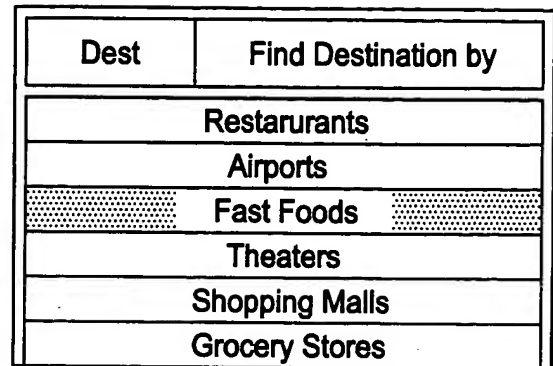 Dest Find Destination by
Restarurants
Airports
Fast Foods
Theaters
Shopping Malls
Grocery Stores